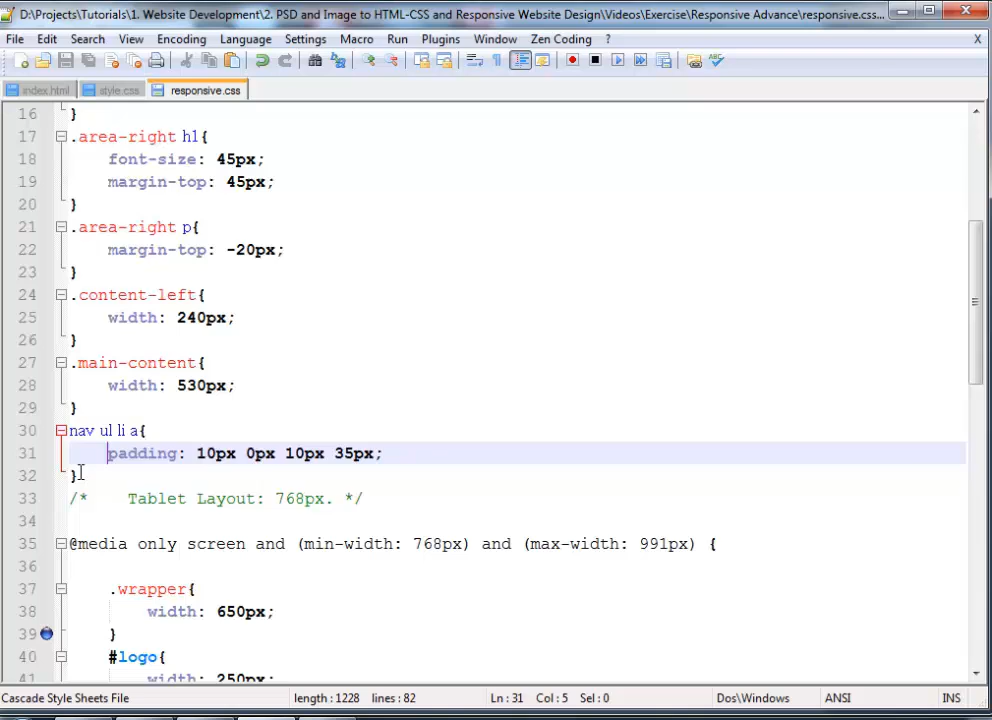 D:\Projects\Tutorials\1. Website Development\2. PSD and Image to HTML-CSS and Responsive Website Design\Videos\Exercise\Responsive Advance\responsive.css...
File Edit Search View Encoding Language Settings Macro Run Plugins Window Zen Coding ? X
index.html style.css responsive.css
16 }
17 .area-right h1{
18 font-size: 45px;
19 margin-top: 45px;
20 }
21 .area-right p{
22 margin-top: -20px;
23 }
24 .content-left{
25 width: 240px;
26 }
27 .main-content{
28 width: 530px;
29 }
30 nav ul li a{
31 padding: 10px 0px 10px 35px;
32 }
33 /* Tablet Layout: 768px. */
34
35 @media only screen and (min-width: 768px) and (max-width: 991px) {
36
37 .wrapper{
38 width: 650px;
39 }
40 #logo{
41 width: 250px;
Cascade Style Sheets File length : 1228 lines : 82 Ln : 31 Col : 5 Sel : 0 Dos\Windows ANSI INS